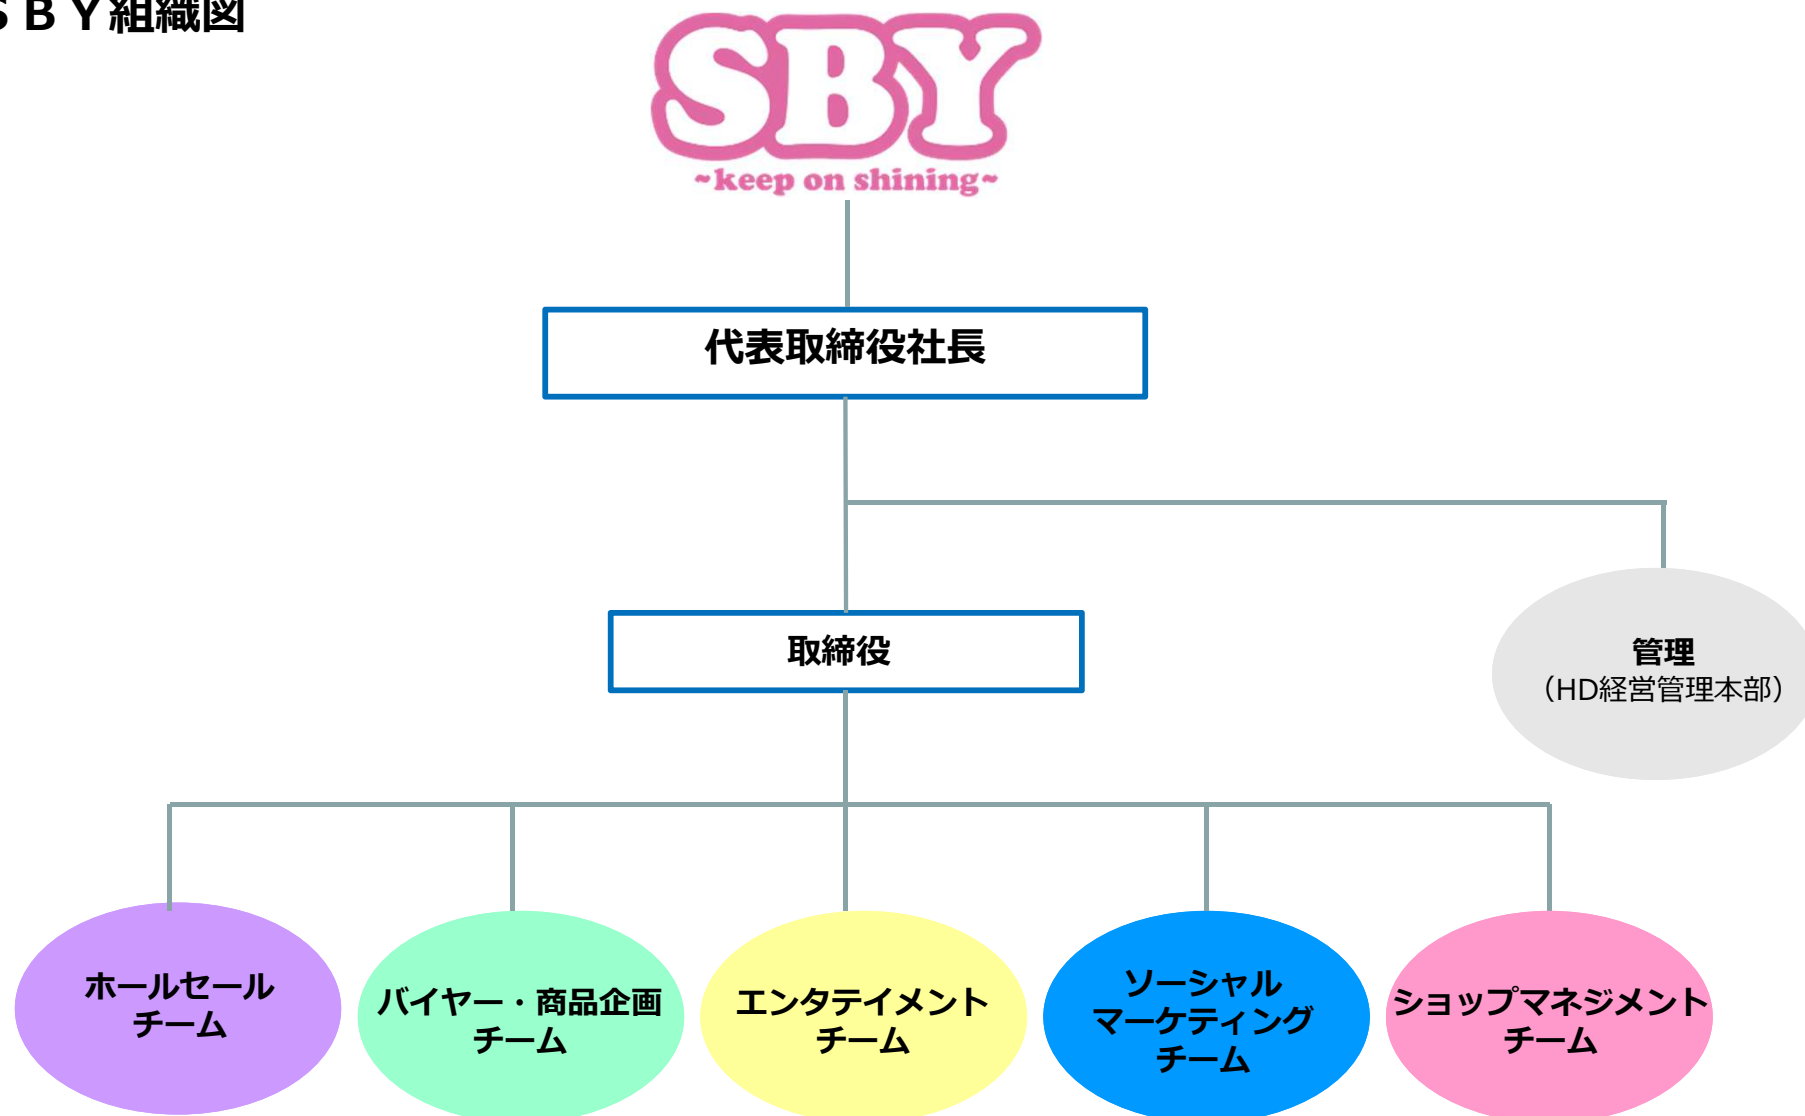 ＳＢＹ組織図
SBY
~keep on shining~
代表取締役社長
取締役
管理
（HD経営管理本部）
ホールセール
チーム
バイヤー・商品企画
チーム
エンタテイメント
チーム
ソーシャル
マーケティング
チーム
ショップマネジメント
チーム